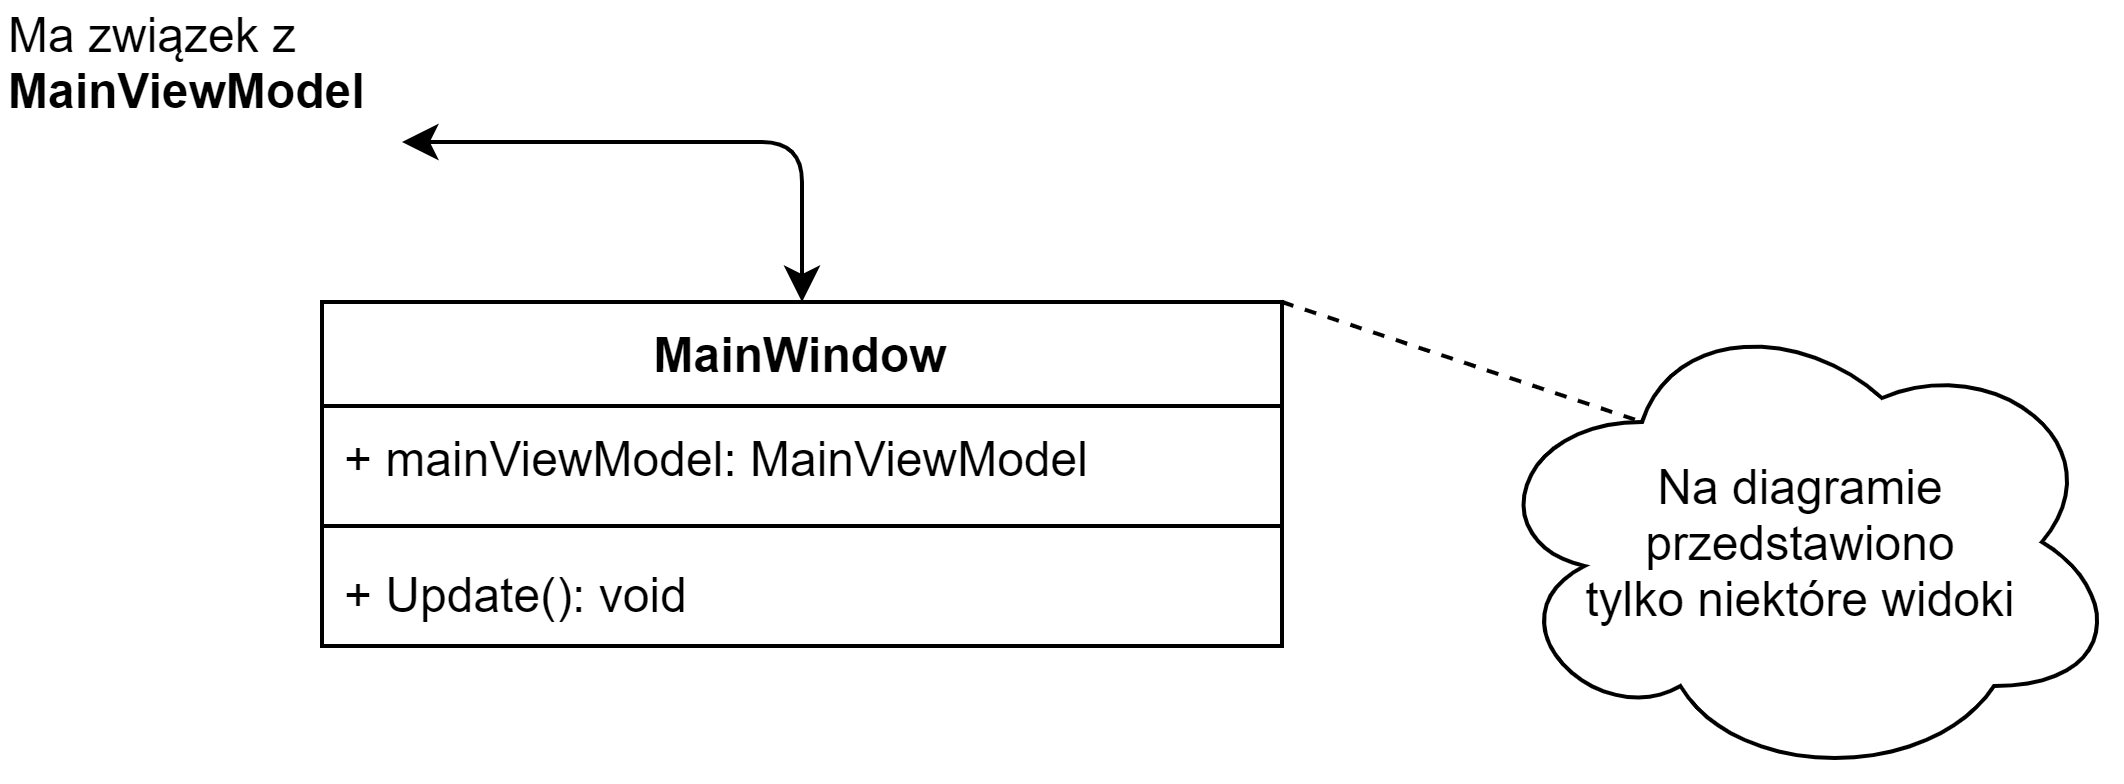 Ma związek z
MainViewModel
MainWindow
+ mainViewModel: MainViewModel
+ Update(): void
Na diagramie
przedstawiono
tylko niektóre widoki